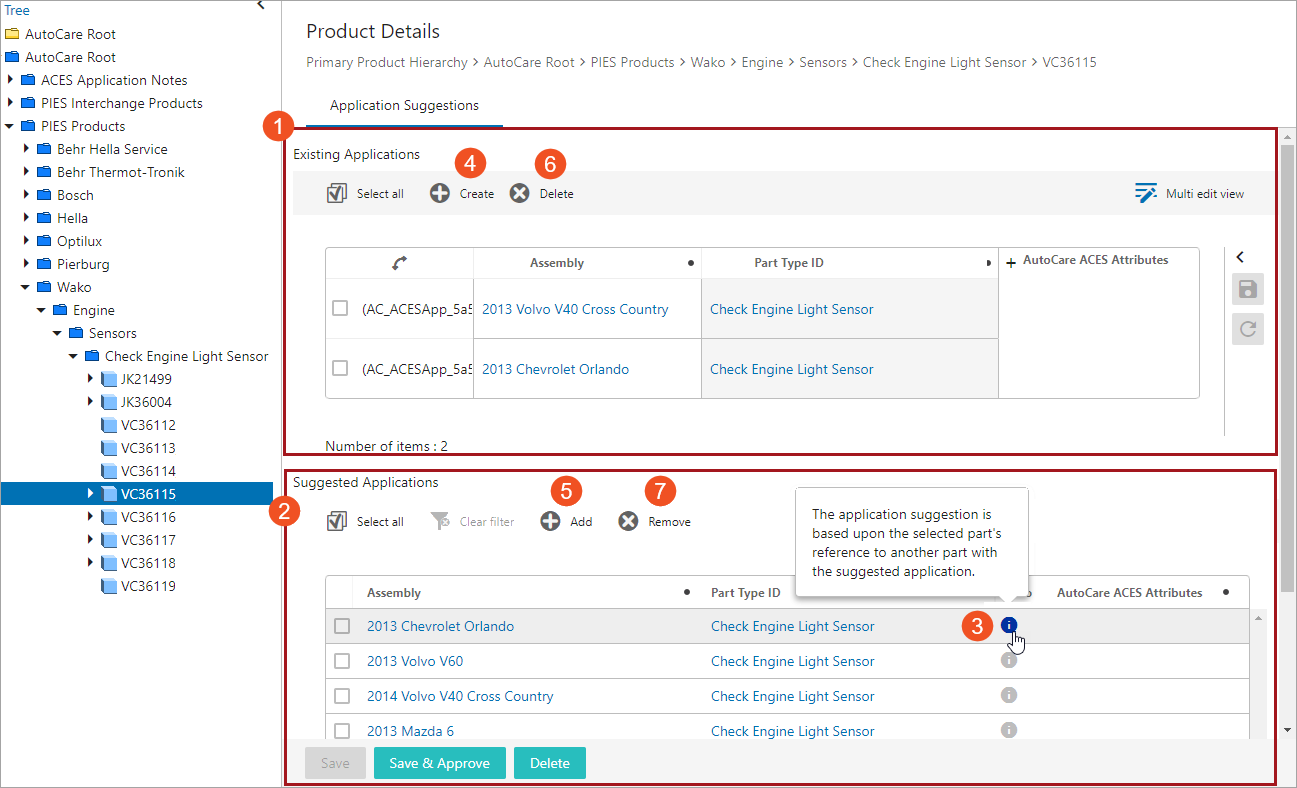 Tree
AutoCare Root
AutoCare Root
ACES Application Notes
PIES Interchange Products
PIES Products
Behr Hella Service
Behr Thermot-Tronik
Bosch
Hella
Optilux
Pierburg
Wako
Engine
Sensors
Check Engine Light Sensor
JK21499
JK36004
VC36112
VC36113
VC36114
VC36115
VC36116
VC36117
VC36118
VC36119
Product Details
Primary Product Hierarchy > AutoCare Root > PIES Products > Wako > Engine > Sensors > Check Engine Light Sensor > VC36115
Application Suggestions
1
Existing Applications
4 6
Select all Create Delete Multi edit view
Assembly Part Type ID + AutoCare ACES Attributes
(AC_ACESApp_5a5 2013 Volvo V40 Cross Country Check Engine Light Sensor
(AC_ACESApp_5a5 2013 Chevrolet Orlando Check Engine Light Sensor
Number of items : 2
2
Suggested Applications
5 7
Select all Clear filter Add Remove
The application suggestion is
based upon the selected part's
reference to another part with
the suggested application.
Assembly Part Type ID AutoCare ACES Attributes
2013 Chevrolet Orlando Check Engine Light Sensor 3 i
2013 Volvo V60 Check Engine Light Sensor i
2014 Volvo V40 Cross Country Check Engine Light Sensor i
2013 Mazda 6 Check Engine Light Sensor i
Save Save & Approve Delete